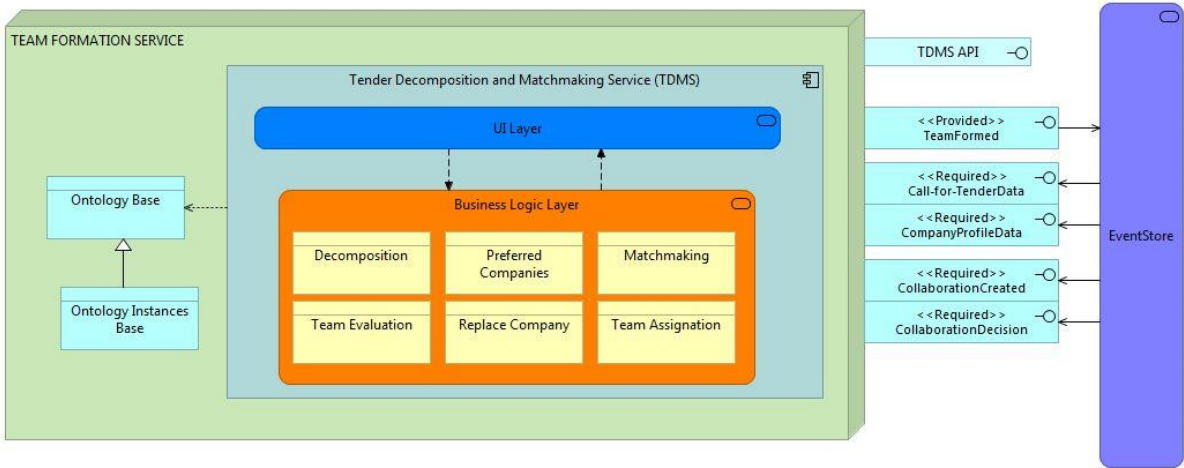 TEAM FORMATION SERVICE
Tender Decomposition and Matchmaking Service (TDMS)
UI Layer
Ontology Base
Ontology Instances
Base
Business Logic Layer
Decomposition
Preferred
Companies
Matchmaking
Team Evaluation
Replace Company
Team Assignation
TDMS API
<<Provided>>
TeamFormed
<<Required>>
Call-for-TenderData
<<Required>>
CompanyProfileData
<<Required>>
CollaborationCreated
<<Required>>
CollaborationDecision
EventStore